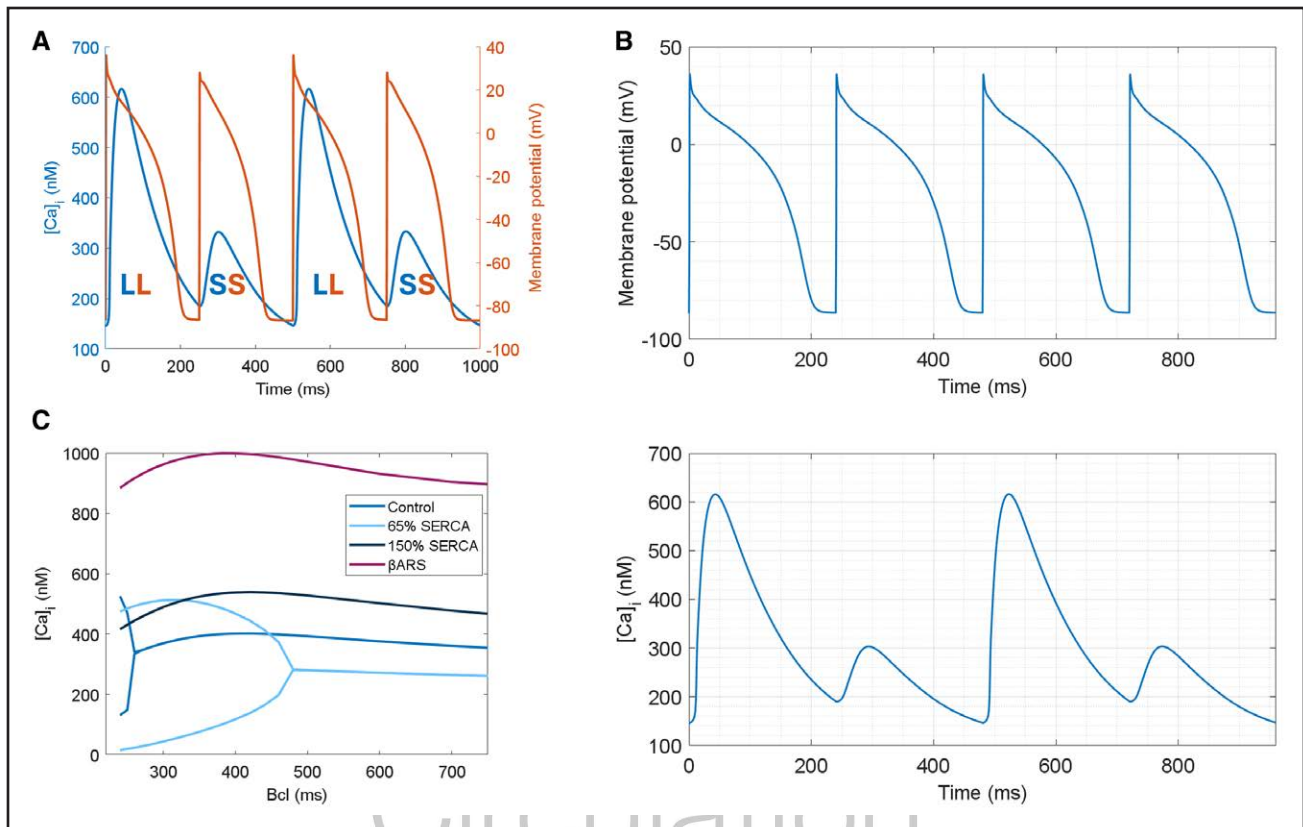 A
B
700
600
500
400
300
200
100
[Ca]i (nM)
40
20
0
-20
-40
-60
-80
-100
Membrane potential (mV)
LL
SS
LL
SS
0 200 400 600 800 1000
Time (ms)
50
0
-50
-100
Membrane potential (mV)
0 200 400 600 800
Time (ms)
C
1000
800
600
400
200
0
[Ca]i (nM)
Control
65% SERCA
150% SERCA
βARS
300 400 500 600 700
Bcl (ms)
700
600
500
400
300
200
100
[Ca]i (nM)
0 200 400 600 800
Time (ms)